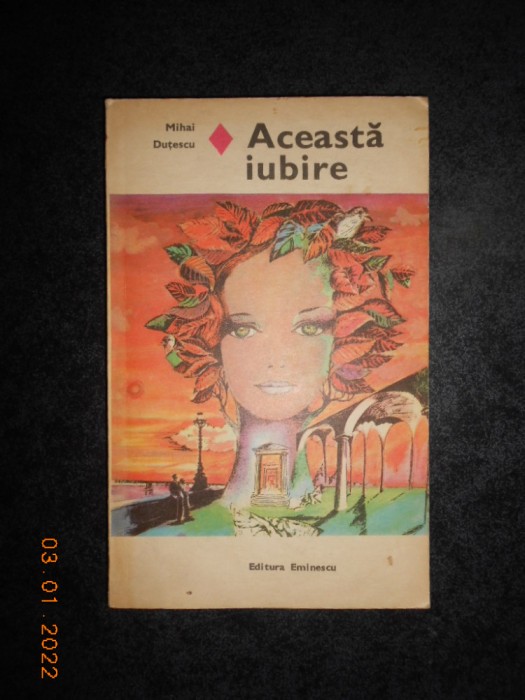 Mihai
Duțescu
Această
iubire
Editura Eminescu
03.01.2022